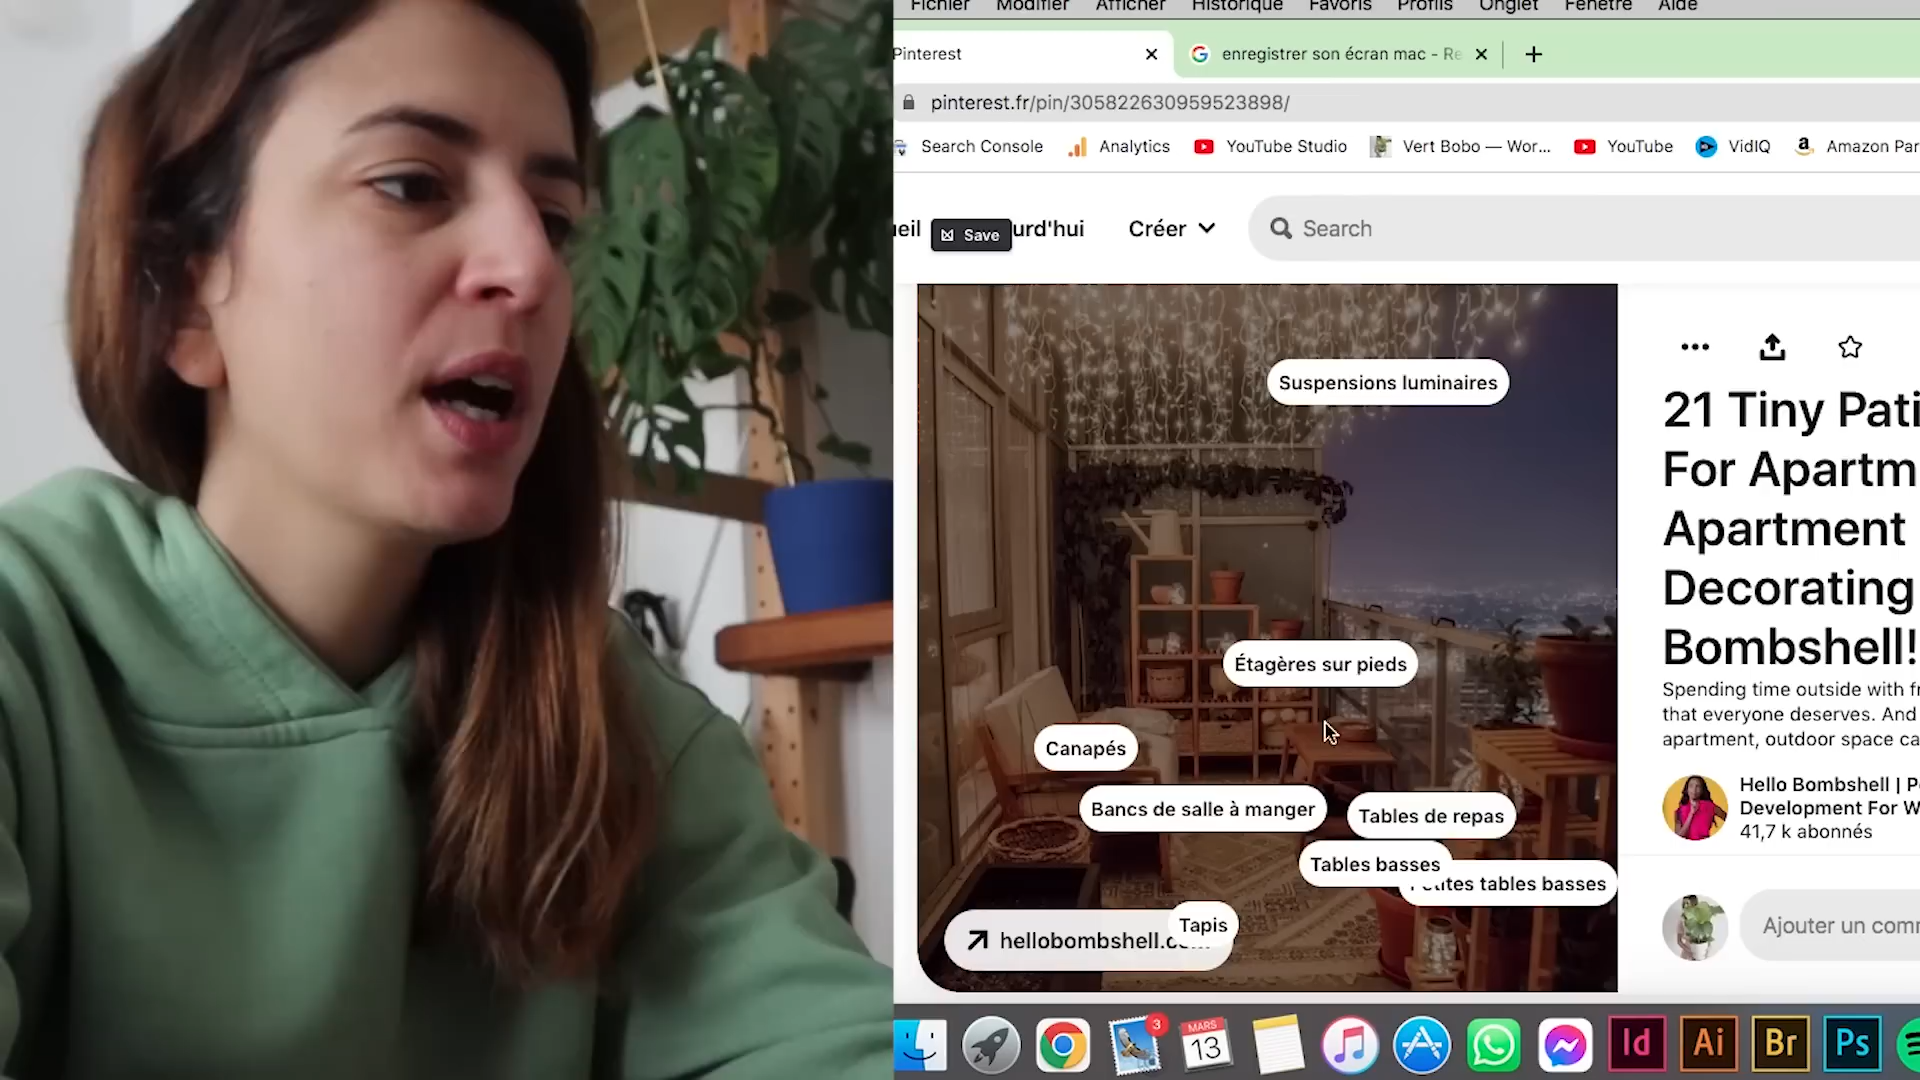 Fichier Modifier Afficher Historique Favoris Profils Onglet Fenêtre Aide
Pinterest
enregistrer son écran mac - Re
pinterest.fr/pin/305822630959523898/
Search Console Analytics YouTube Studio Vert Bobo — Wor... YouTube VidIQ Amazon Par
eil
Save
urd'hui
Créer
Search
Suspensions luminaires
Étagères sur pieds
Canapés
Bancs de salle à manger
Tables de repas
Tables basses
tites tables basses
Tapis
hellobombshell.c
21 Tiny Pati
For Apartm
Apartment
Decorating
Bombshell!
Spending time outside with fr
that everyone deserves. And
apartment, outdoor space ca
Hello Bombshell | P
Development For W
41,7 k abonnés
Ajouter un comm
3
MARS
13
Id
Ai
Br
Ps